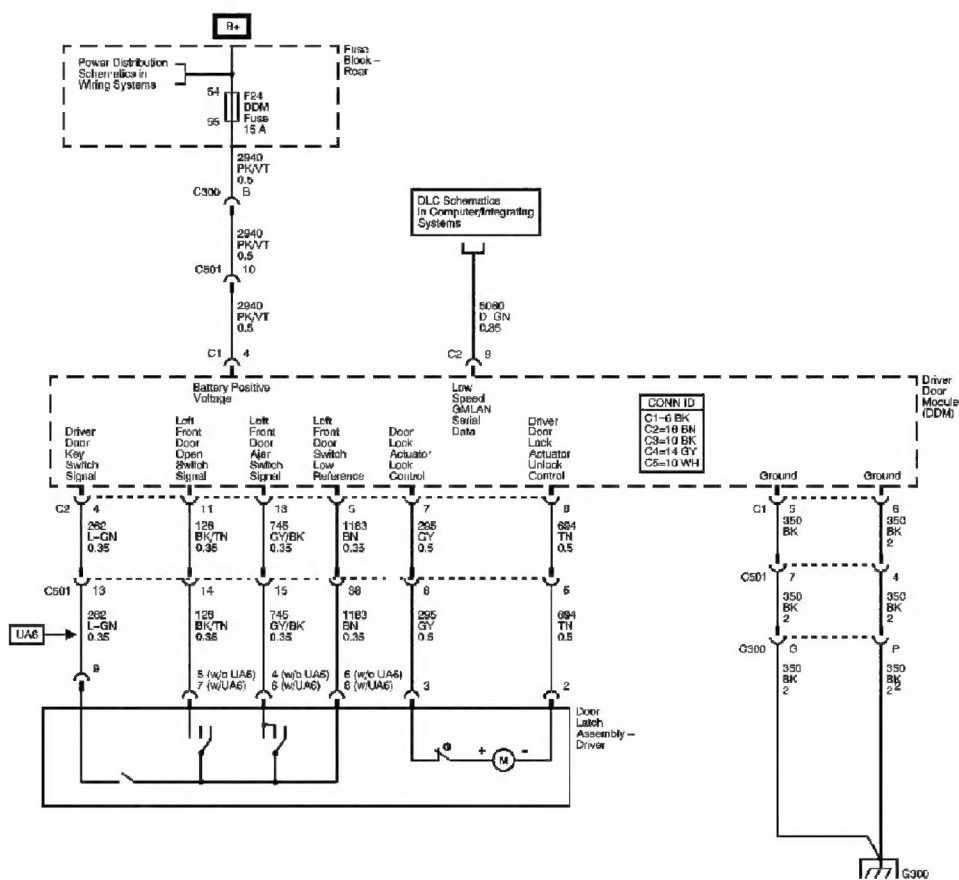 B+
Fuse
Block –
Rear
Power Distribution
Schematics in
Wiring Systems
54
F24
DDM
Fuse
15 A
55
2940
PK/VT
0.5
C300 B
2940
PK/VT
0.5
C501 10
2940
PK/VT
0.5
C1 4
DLC Schematics
in Computer/Integrating
Systems
5060
D-GN
0.35
C2 9
Driver
Door
Module
(DDM)
Battery Positive
Voltage
Low
Speed
GMLAN
Serial
Data
CONN ID
C1=6 BK
C2=16 BN
C3=10 BK
C4=14 GY
C5=10 WH
Driver
Door
Key
Switch
Signal
Left
Front
Door
Open
Switch
Signal
Left
Front
Door
Ajar
Switch
Signal
Left
Front
Door
Switch
Low
Reference
Door
Lock
Actuator
Lock
Control
Driver
Door
Lock
Actuator
Unlock
Control
Ground Ground
C2 4 11 13 5 7 8
262
L-GN
0.35
126
BK/TN
0.35
745
GY/BK
0.35
1183
BN
0.35
295
GY
0.5
694
TN
0.5
C1 5 6
350
BK
350
BK
2
C501 13 14 15 38 8 6
C501 7 4
UA6
262
L-GN
0.35
126
BK/TN
0.35
745
GY/BK
0.35
1183
BN
0.35
295
GY
0.5
694
TN
0.5
350
BK
2
350
BK
2
G300 G P
350
BK
2
350
BK
2
9
5 (w/o UA6)
7 (w/UA6)
4 (w/o UA6)
6 (w/UA6)
6 (w/o UA6)
8 (w/UA6)
3
2
Door
Latch
Assembly –
Driver
+ M -
G300